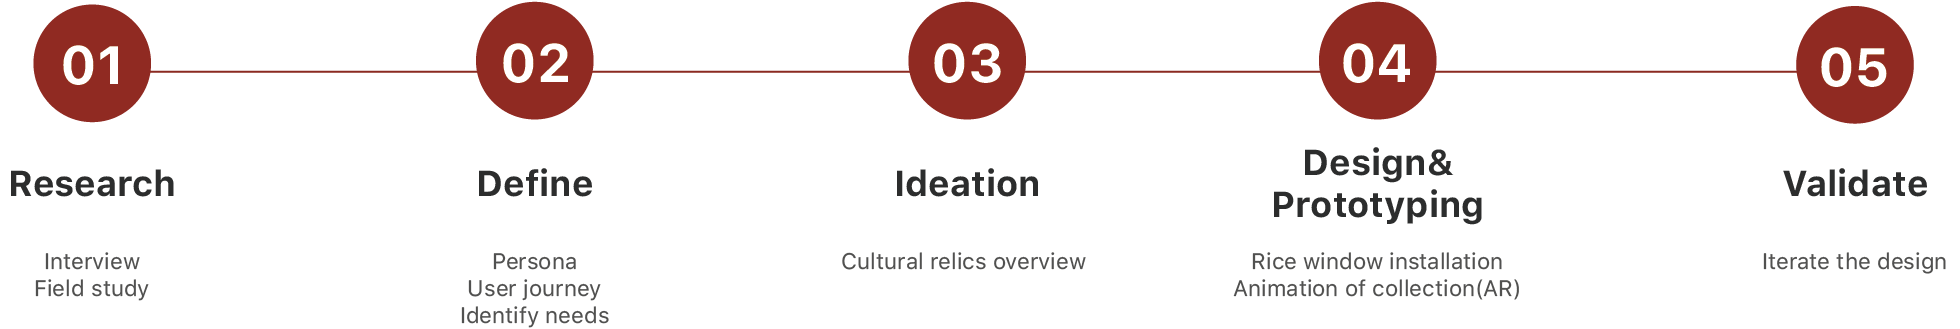 01
02
03
04
05
Research
Define
Ideation
Design&
Prototyping
Validate
Interview
Field study
Persona
User journey
Identify needs
Cultural relics overview
Rice window installation
Animation of collection(AR)
Iterate the design